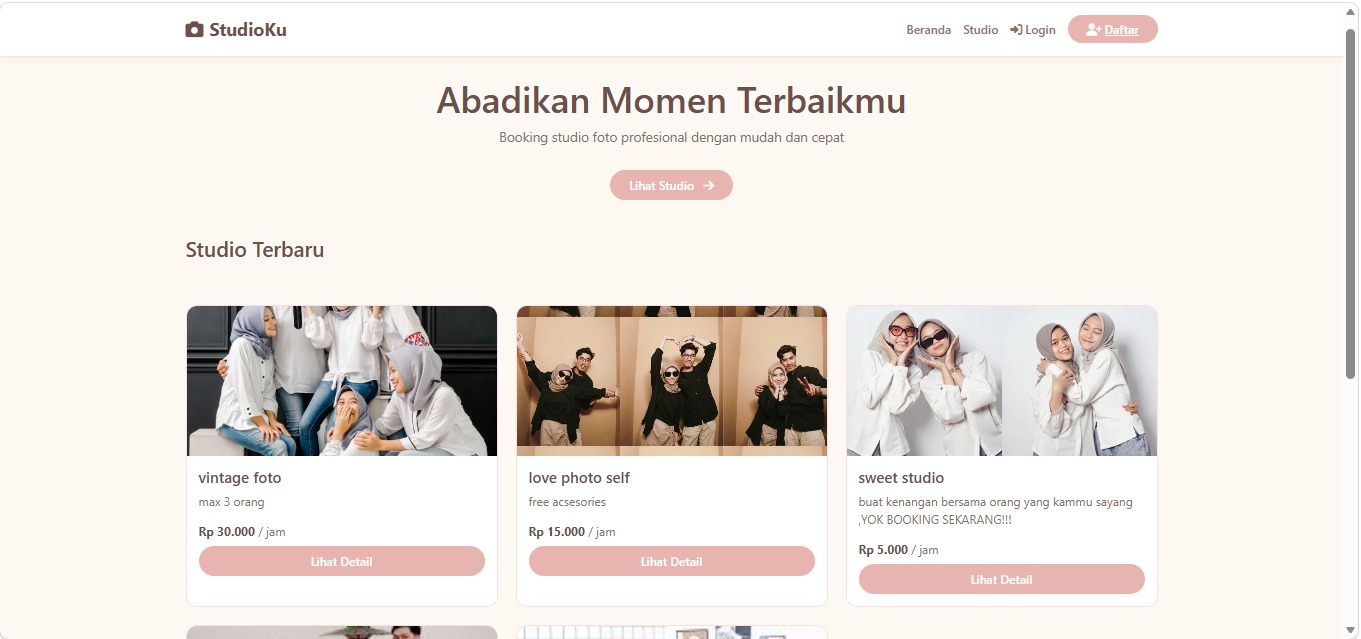 StudioKu
Beranda Studio Login Daftar
Abadikan Momen Terbaikmu
Booking studio foto profesional dengan mudah dan cepat
Lihat Studio
Studio Terbaru
vintage foto
max 3 orang
Rp 30.000 / jam
Lihat Detail
love photo self
free acsesories
Rp 15.000 / jam
Lihat Detail
sweet studio
buat kenangan bersama orang yang kammu sayang
,YOK BOOKING SEKARANG!!!
Rp 5.000 / jam
Lihat Detail